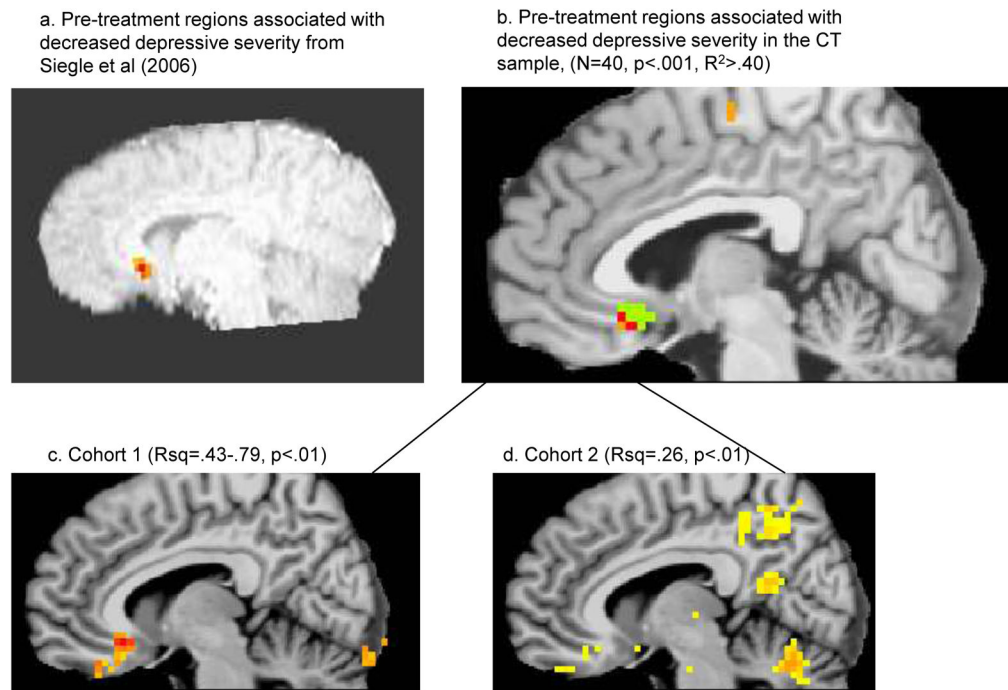 a. Pre-treatment regions associated with
decreased depressive severity from
Siegle et al (2006)
b. Pre-treatment regions associated with
decreased depressive severity in the CT
sample, (N=40, p<.001, R²>.40)
c. Cohort 1 (Rsq=.43-.79, p<.01)
d. Cohort 2 (Rsq=.26, p<.01)